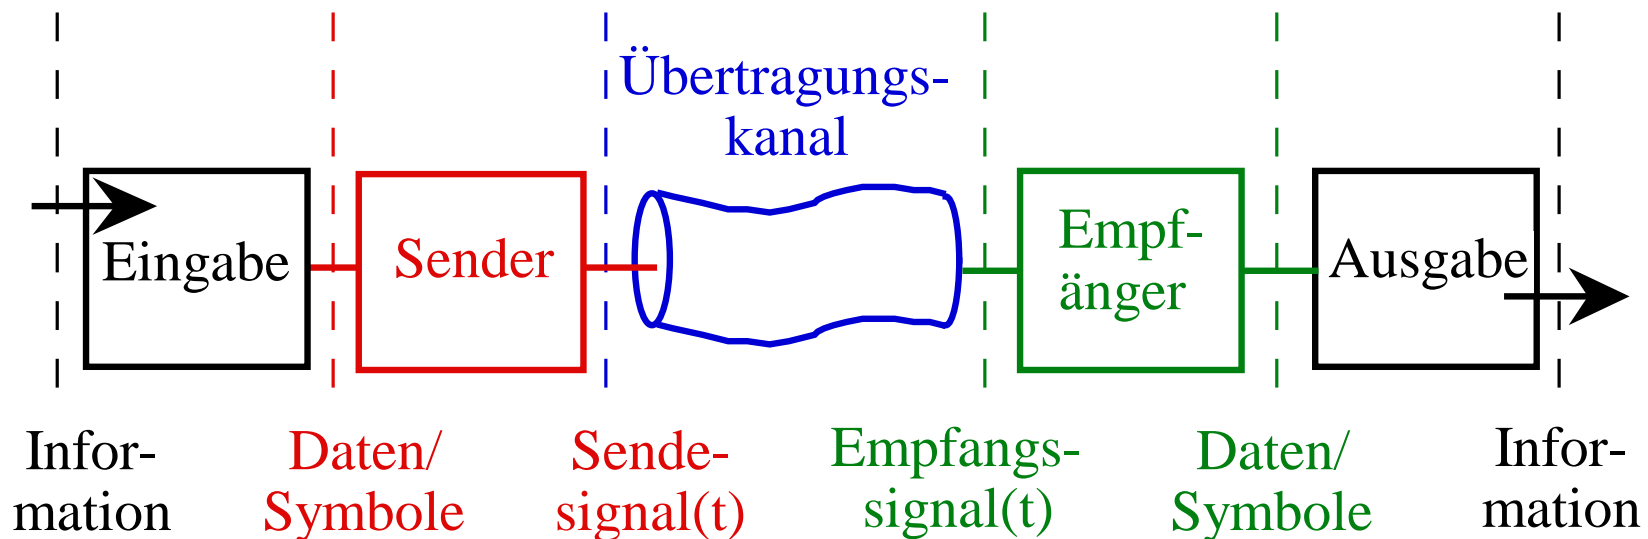 Übertragungs-
kanal
Eingabe
Sender
Empf-
änger
Ausgabe
Infor-
mation
Daten/
Symbole
Sende-
signal(t)
Empfangs-
signal(t)
Daten/
Symbole
Infor-
mation